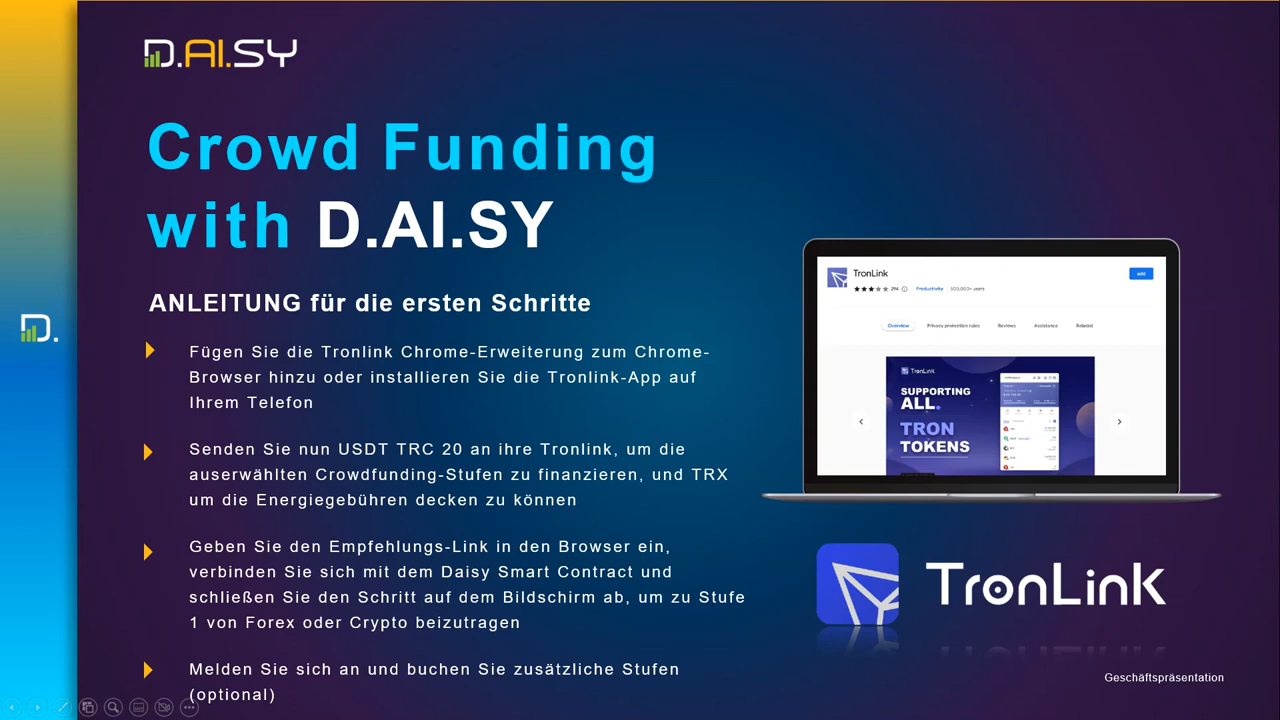 D.AI.SY
Crowd Funding
with D.AI.SY
ANLEITUNG für die ersten Schritte
Fügen Sie die Tronlink Chrome-Erweiterung zum Chrome-
Browser hinzu oder installieren Sie die Tronlink-App auf
Ihrem Telefon
Senden Sie nun USDT TRC 20 an ihre Tronlink, um die
auserwählten Crowdfunding-Stufen zu finanzieren, und TRX
um die Energiegebühren decken zu können
Geben Sie den Empfehlungs-Link in den Browser ein,
verbinden Sie sich mit dem Daisy Smart Contract und
schließen Sie den Schritt auf dem Bildschirm ab, um zu Stufe
1 von Forex oder Crypto beizutragen
Melden Sie sich an und buchen Sie zusätzliche Stufen
(optional)
D.
TronLink
add
294 Productivity
users
Overview Privacy protection rules Reviews Assistance Related
TronLink
SUPPORTING
ALL.
TRON
TOKENS
TronLink
Geschäftspräsentation